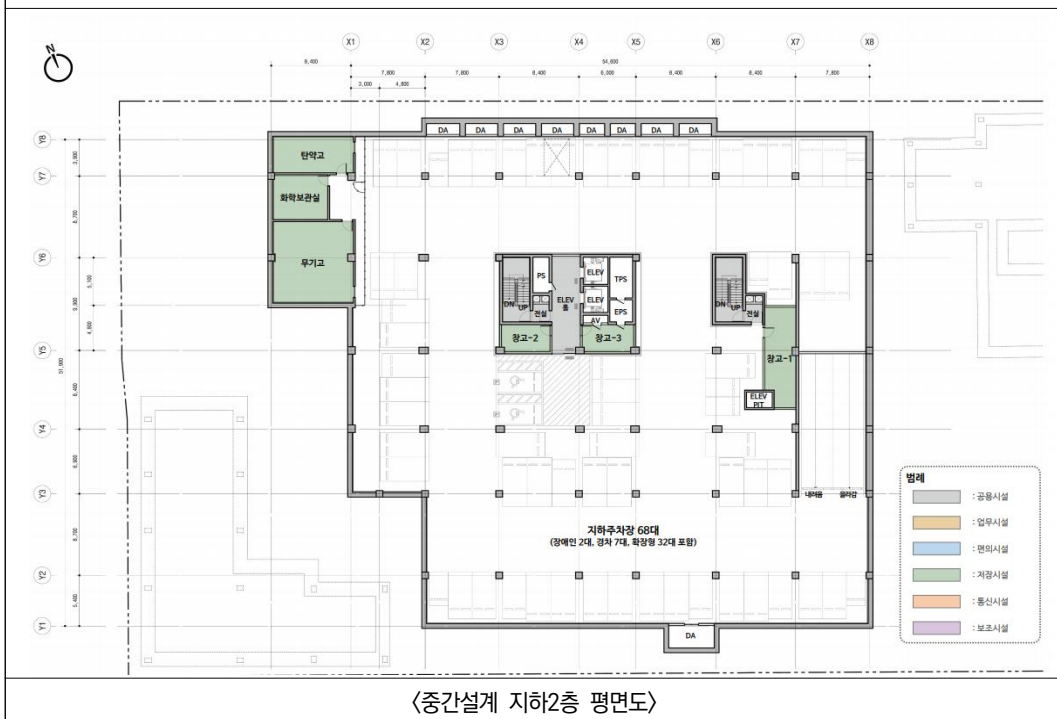 N
X1 X2 X3 X4 X5 X6 X7 X8
9,400 54,600
7,800 7,800 8,400 6,000 8,400 8,400 7,800
3,000 4,800
Y8
Y7
Y6
Y5
Y4
Y3
Y2
Y1
5,100
4,800
5,400
DA DA DA DA DA DA DA DA
탄약고
화학보관실
무기고
PS
ELEV
ELEV
TPS
EPS
AV
ELEV
홀
DN UP
전실
창고-2
창고-3
DN UP
전실
창고-1
ELEV
PIT
내려옴 올라감
지하주차장 68대
(장애인 2대, 경차 7대, 확장형 32대 포함)
DA
범례
: 공용시설
: 업무시설
: 편의시설
: 저장시설
: 통신시설
: 보조시설
〈중간설계 지하2층 평면도〉